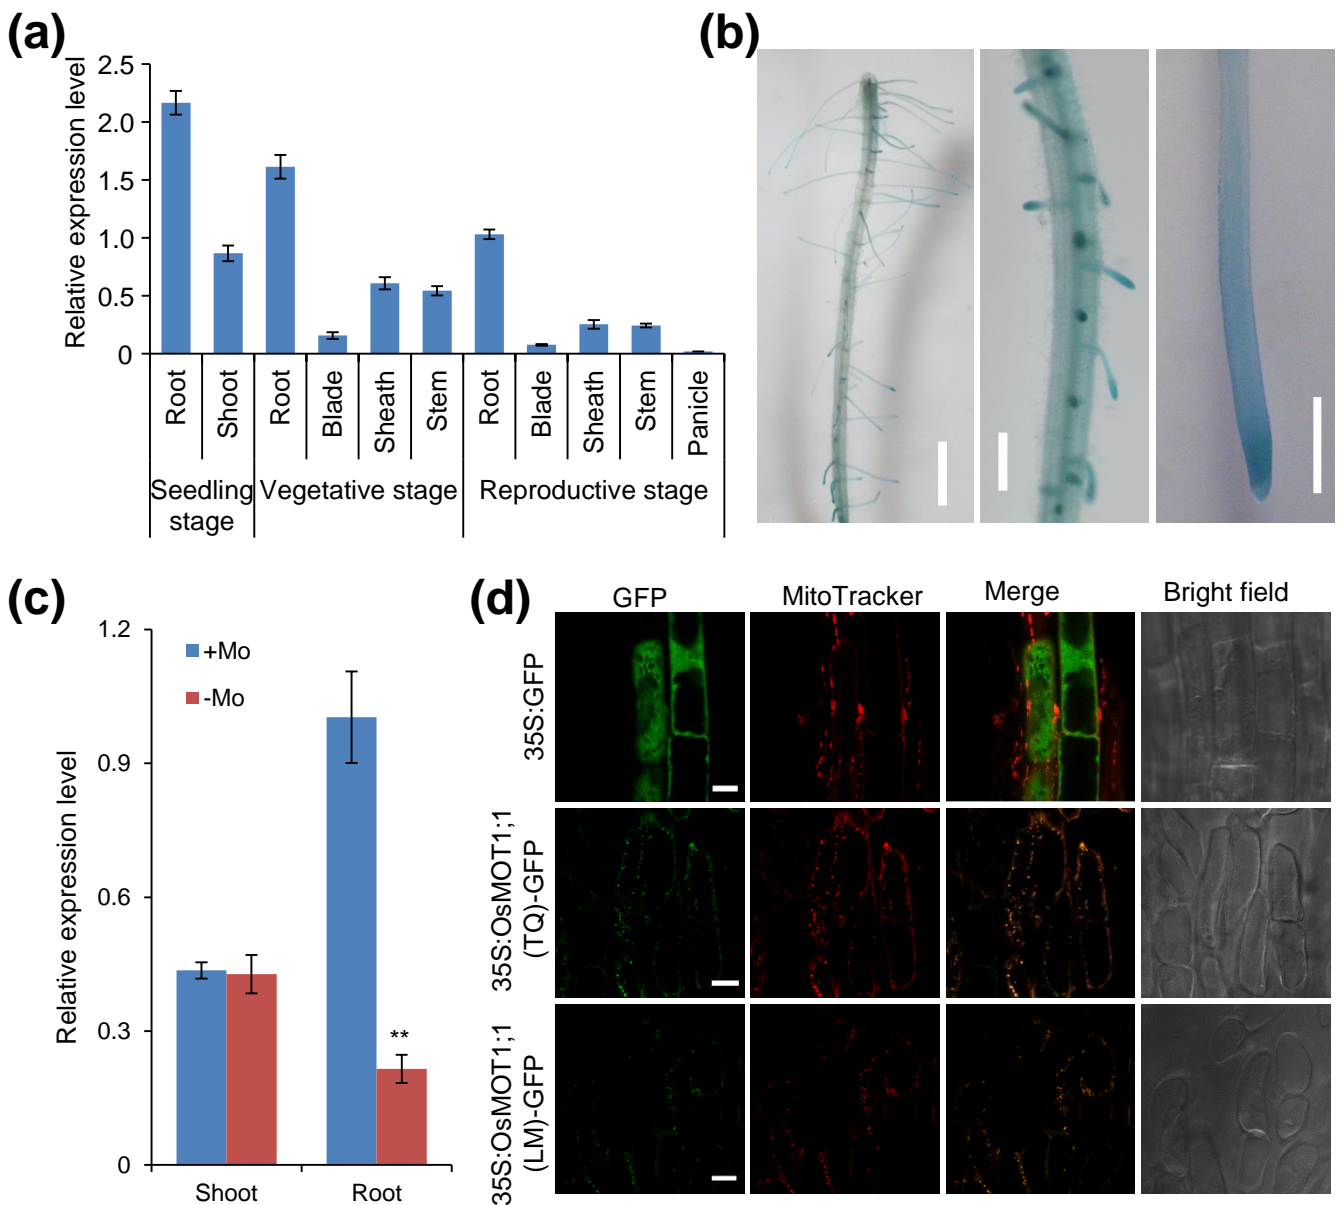 (a)
Relative expression level
2.5
2.0
1.5
1.0
0.5
0
Root
Shoot
Root
Blade
Sheath
Stem
Root
Blade
Sheath
Stem
Panicle
Seedling
stage
Vegetative stage
Reproductive stage
(b)
(c)
Relative expression level
1.2
0.9
0.6
0.3
0
+Mo
-Mo
**
Shoot
Root
(d)
GFP
MitoTracker
Merge
Bright field
35S:GFP
35S:OsMOT1;1
(TQ)-GFP
35S:OsMOT1;1
(LM)-GFP